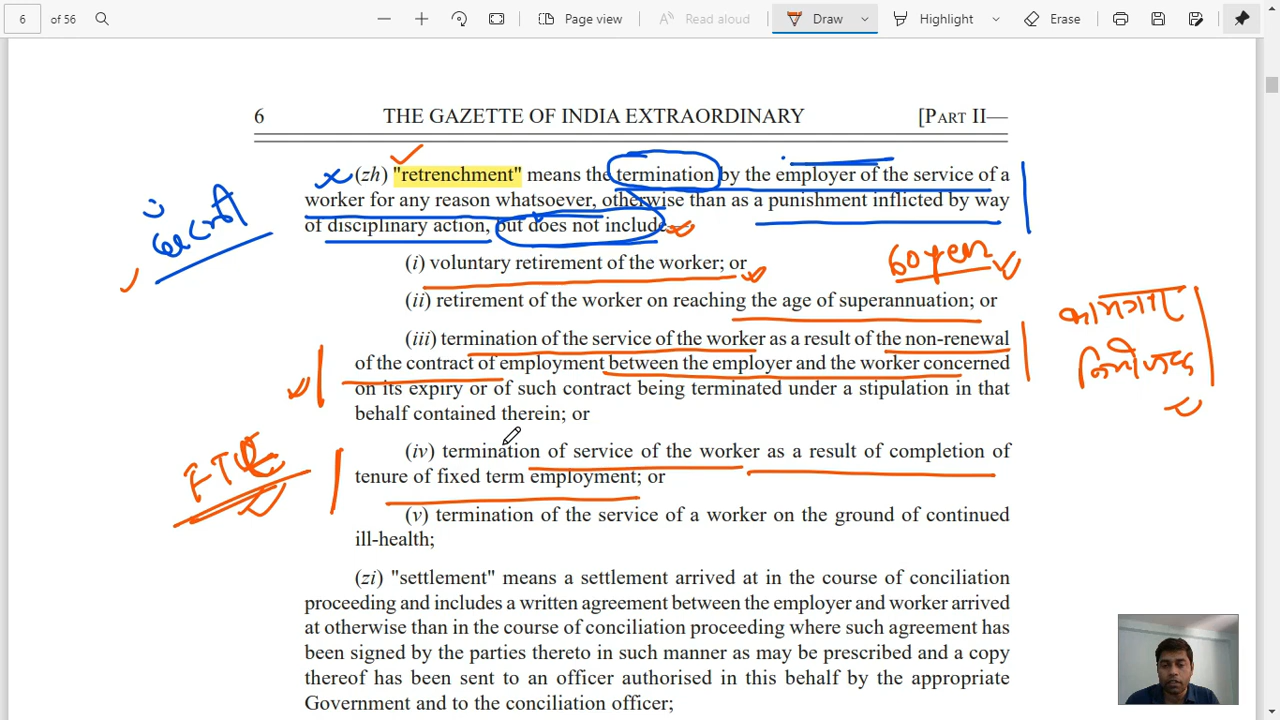 6 of 56 Page view Read aloud Draw Highlight Erase
6 THE GAZETTE OF INDIA EXTRAORDINARY [PART II—
(zh) "retrenchment" means the termination by the employer of the service of a
worker for any reason whatsoever, otherwise than as a punishment inflicted by way
of disciplinary action, but does not include—
60 year
(i) voluntary retirement of the worker; or
(ii) retirement of the worker on reaching the age of superannuation; or
कामगार
(iii) termination of the service of the worker as a result of the non-renewal
of the contract of employment between the employer and the worker concerned
on its expiry or of such contract being terminated under a stipulation in that
behalf contained therein; or
(iv) termination of service of the worker as a result of completion of
tenure of fixed term employment; or
FTE
(v) termination of the service of a worker on the ground of continued
ill-health;
(zi) "settlement" means a settlement arrived at in the course of conciliation
proceeding and includes a written agreement between the employer and worker arrived
at otherwise than in the course of conciliation proceeding where such agreement has
been signed by the parties thereto in such manner as may be prescribed and a copy
thereof has been sent to an officer authorised in this behalf by the appropriate
Government and to the conciliation officer;